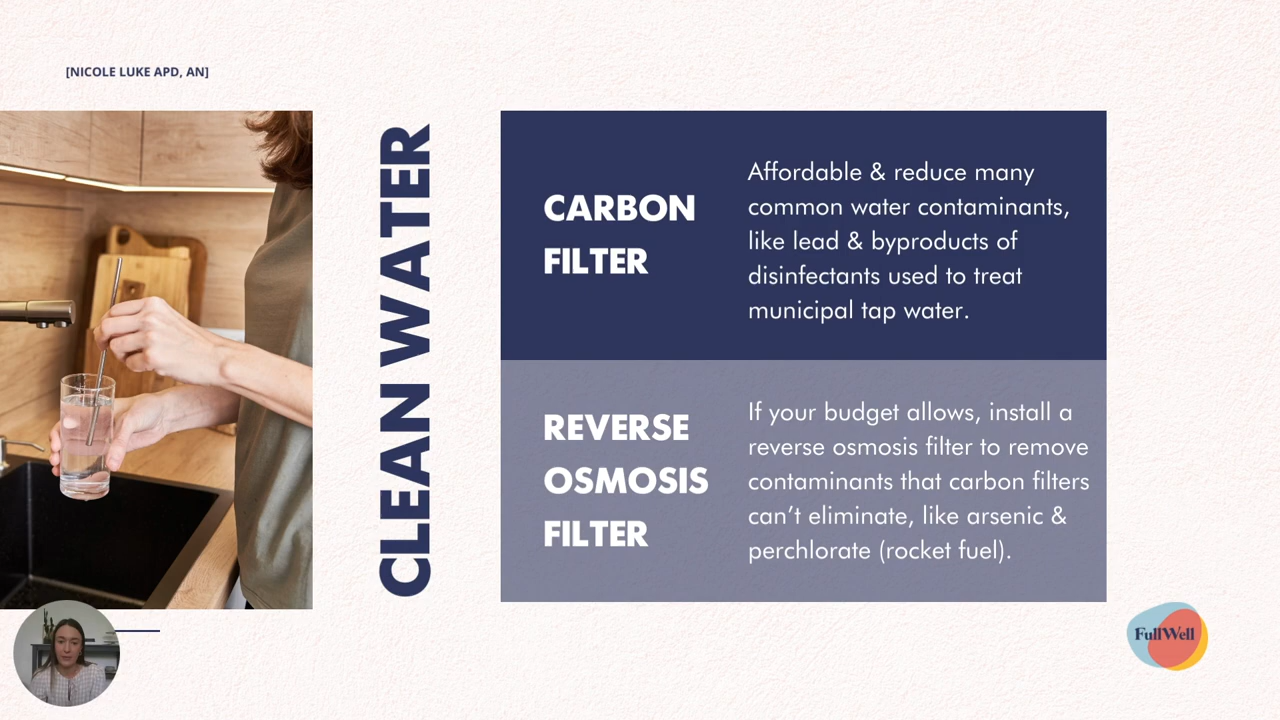 [NICOLE LUKE APD, AN]
CLEAN WATER
CARBON
FILTER
Affordable & reduce many
common water contaminants,
like lead & byproducts of
disinfectants used to treat
municipal tap water.
REVERSE
OSMOSIS
FILTER
If your budget allows, install a
reverse osmosis filter to remove
contaminants that carbon filters
can't eliminate, like arsenic &
perchlorate (rocket fuel).
FullWell